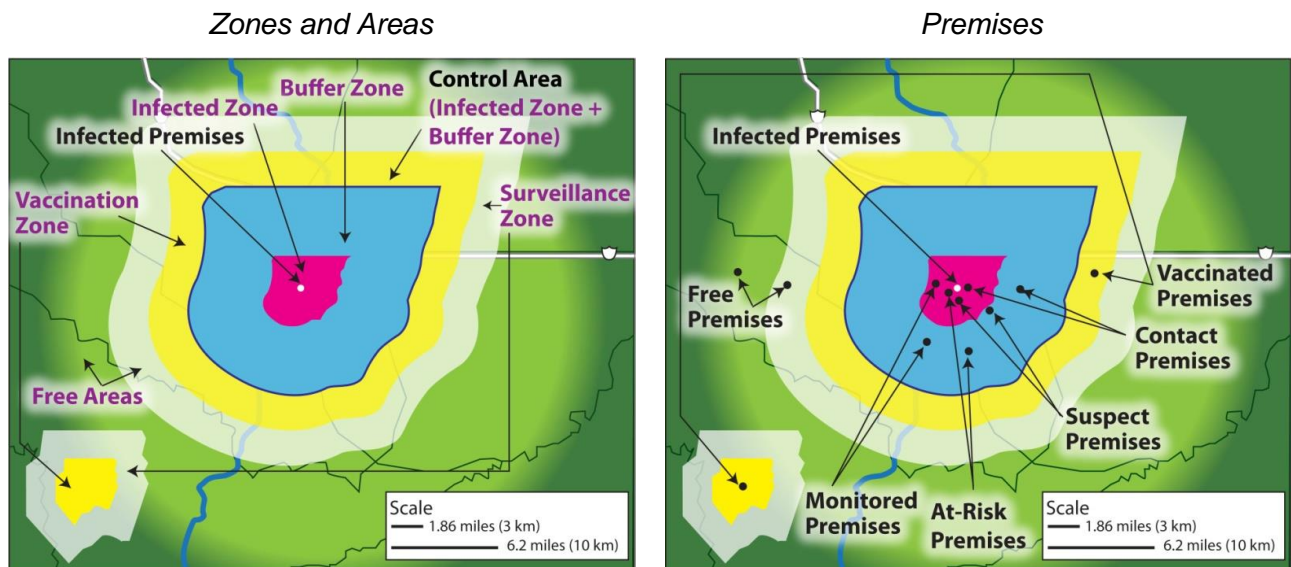 Zones and Areas
Buffer Zone
Control Area
(Infected Zone +
Buffer Zone)
Infected Zone
Infected Premises
Vaccination
Zone
Surveillance
Zone
Free Areas
Scale
1.86 miles (3 km)
6.2 miles (10 km)
Premises
Infected Premises
Free
Premises
Vaccinated
Premises
Contact
Premises
Suspect
Premises
Monitored
Premises
At-Risk
Premises
Scale
1.86 miles (3 km)
6.2 miles (10 km)